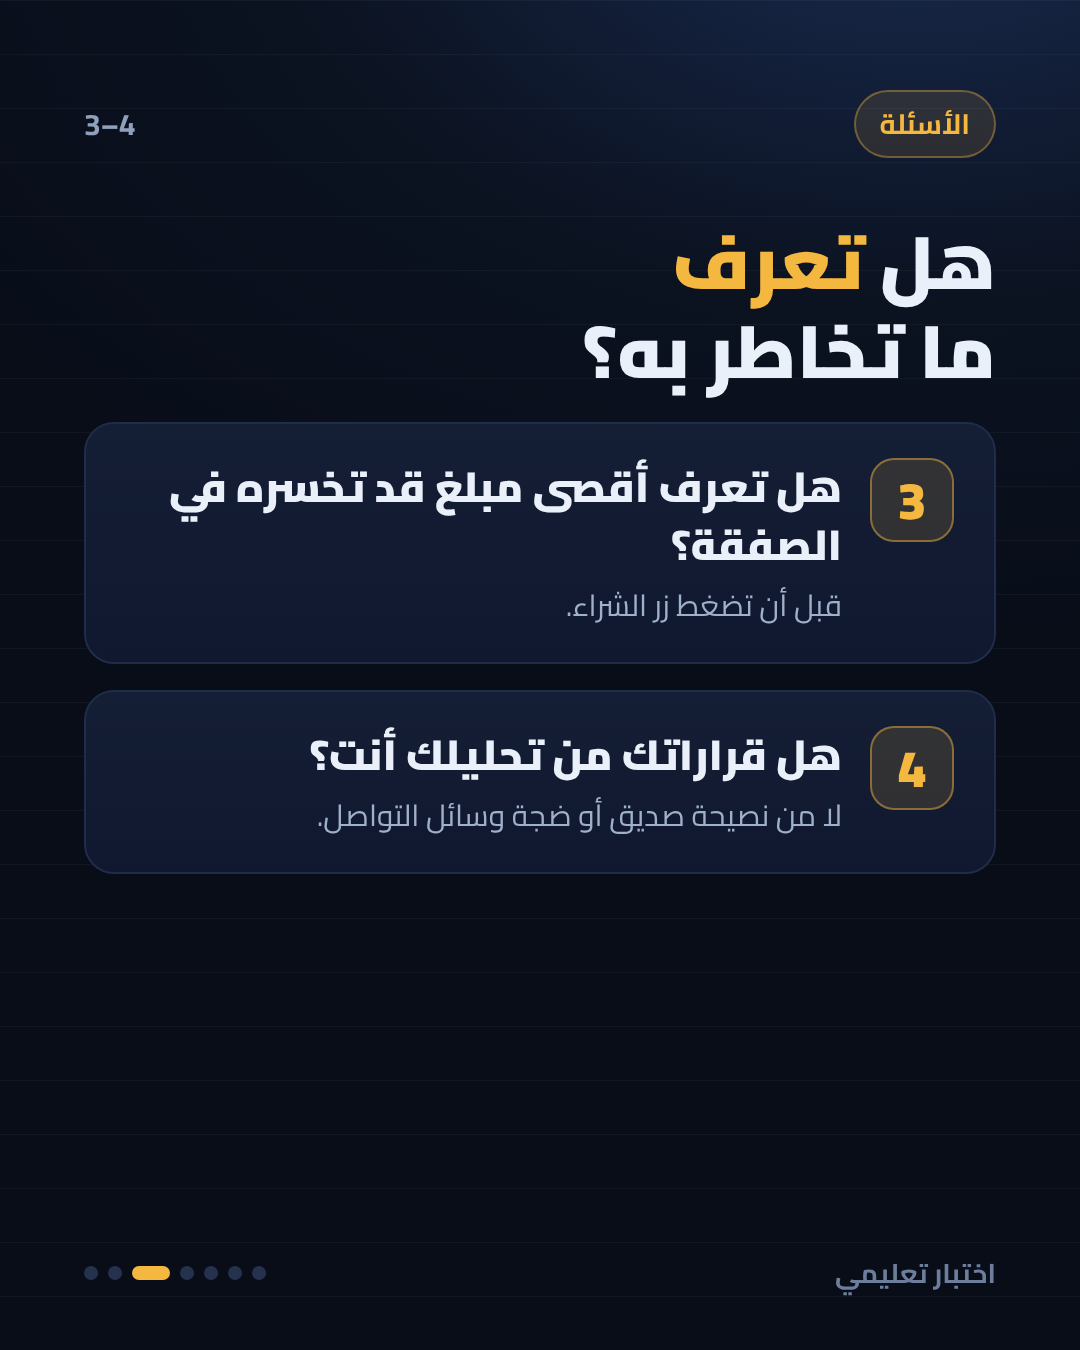 الأسئلة
3–4
هل تعرف
ما تخاطر به؟
3
هل تعرف أقصى مبلغ قد تخسره في
الصفقة؟
قبل أن تضغط زر الشراء.
4
هل قراراتك من تحليلك أنت؟
لا من نصيحة صديق أو ضجة وسائل التواصل.
اختبار تعليمي